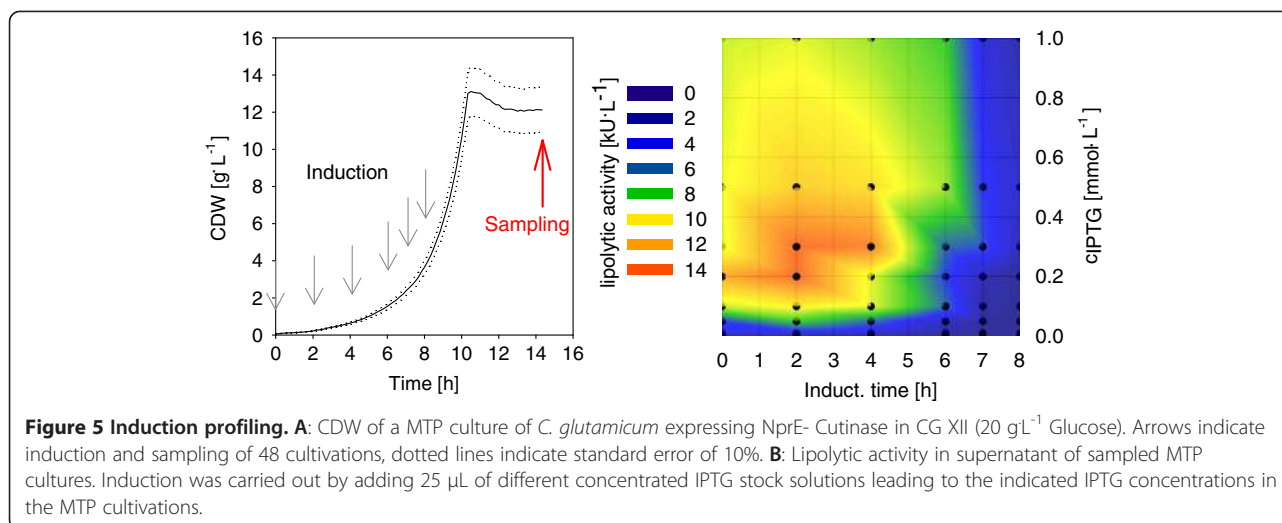 16
14
12
10
8
6
4
2
0
CDW [g·L⁻¹]
Induction
Sampling
0 2 4 6 8 10 12 14 16
Time [h]
lipolytic activity [kU·L⁻¹]
0
2
4
6
8
10
12
14
1.0
0.8
0.6
0.4
0.2
0.0
cIPTG [mmol·L⁻¹]
0 1 2 3 4 5 6 7 8
Induct. time [h]
Figure 5 Induction profiling. A: CDW of a MTP culture of C. glutamicum expressing NprE- Cutinase in CG XII (20 g·L⁻¹ Glucose). Arrows indicate
induction and sampling of 48 cultivations, dotted lines indicate standard error of 10%. B: Lipolytic activity in supernatant of sampled MTP
cultures. Induction was carried out by adding 25 μL of different concentrated IPTG stock solutions leading to the indicated IPTG concentrations in
the MTP cultivations.